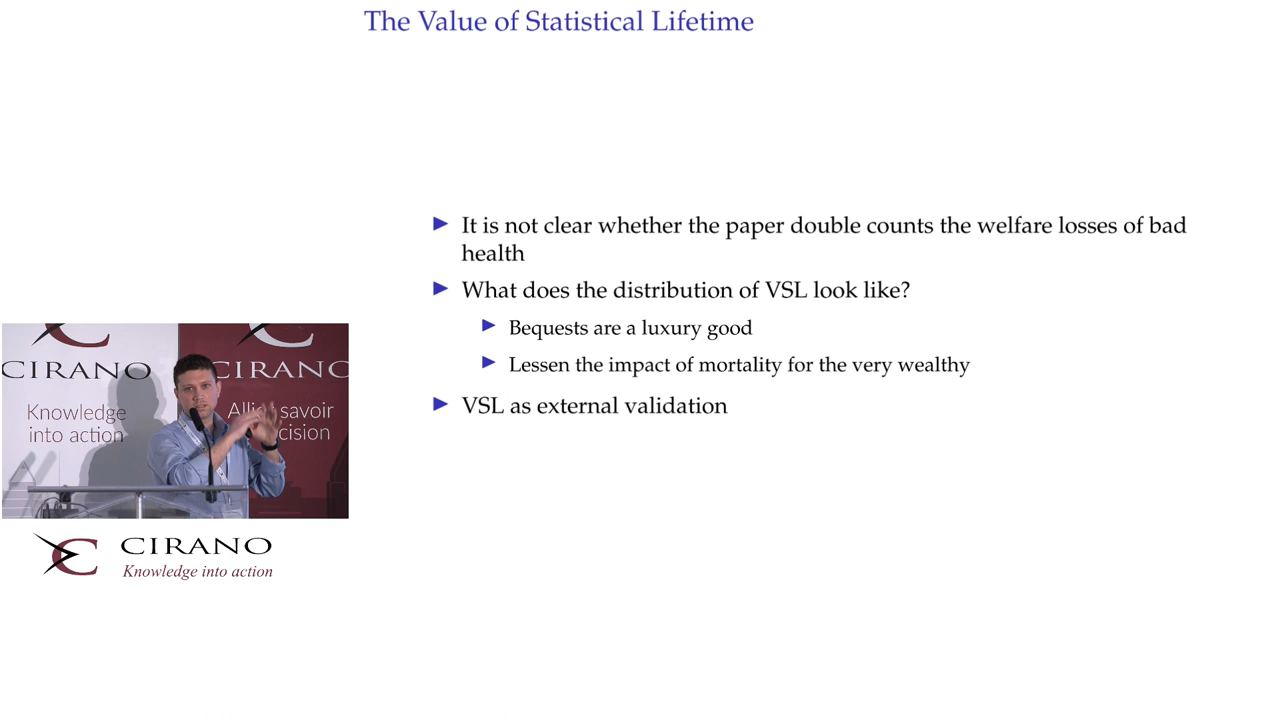 The Value of Statistical Lifetime
It is not clear whether the paper double counts the welfare losses of bad
health
What does the distribution of VSL look like?
Bequests are a luxury good
Lessen the impact of mortality for the very wealthy
VSL as external validation
CIRANO
Knowledge
into action
CIRANO
savoir
cision
CIRANO
Knowledge into action